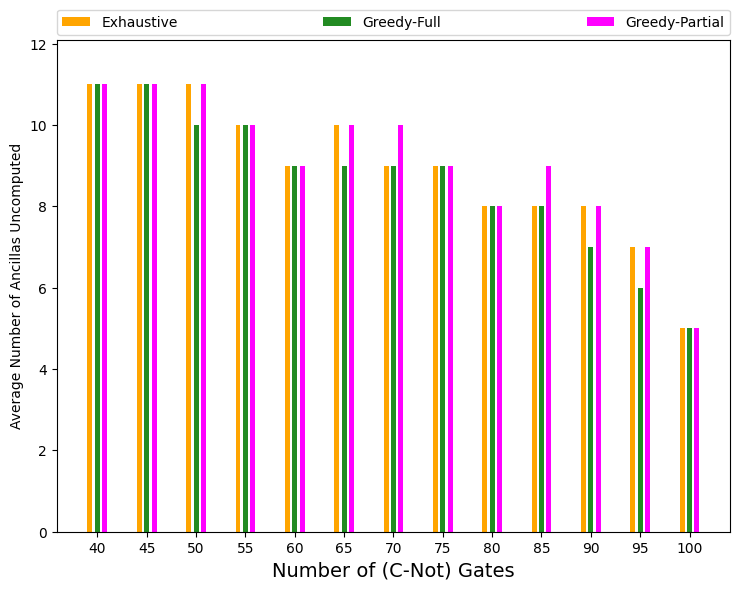 Exhaustive Greedy-Full Greedy-Partial
Average Number of Ancillas Uncomputed
12
10
8
6
4
2
0
40 45 50 55 60 65 70 75 80 85 90 95 100
Number of (C-Not) Gates